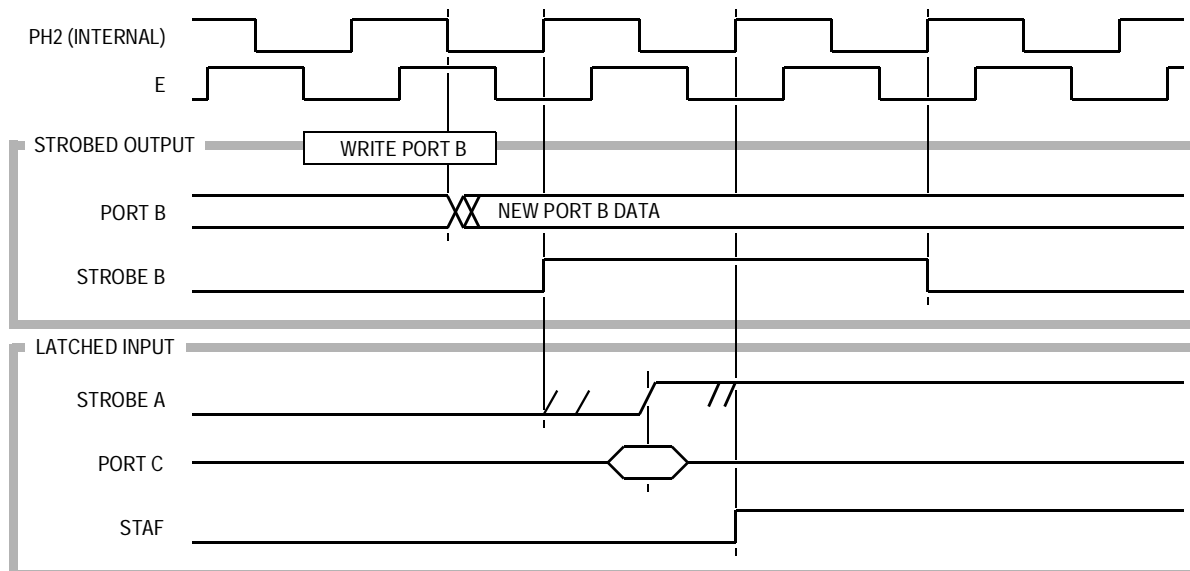 PH2 (INTERNAL)
E
STROBED OUTPUT
WRITE PORT B
PORT B
NEW PORT B DATA
STROBE B
LATCHED INPUT
STROBE A
PORT C
STAF